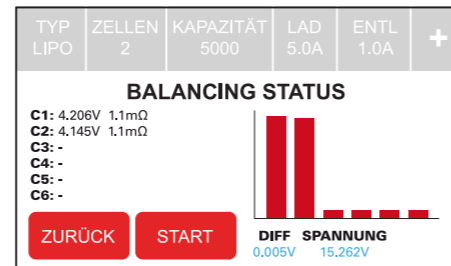 TYP ZELLEN KAPAZITÄT LAD ENTL +
LIPO 2 5000 5.0A 1.0A
BALANCING STATUS
C1: 4.206V 1.1mΩ
C2: 4.145V 1.1mΩ
C3: -
C4: -
C5: -
C6: -
ZURÜCK START
DIFF SPANNUNG
0.005V 15.262V